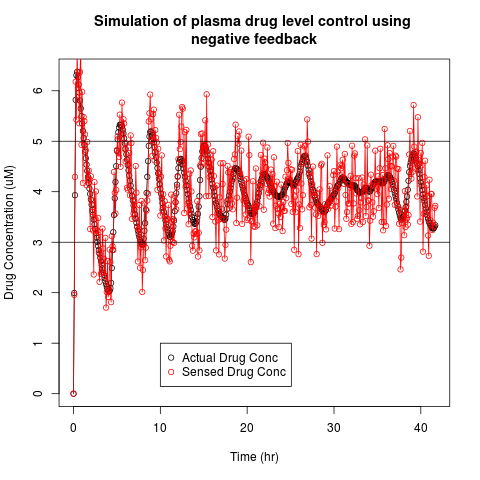 Simulation of plasma drug level control using
negative feedback
Drug Concentration (uM)
6
5
4
3
2
1
0
Actual Drug Conc
Sensed Drug Conc
0 10 20 30 40
Time (hr)